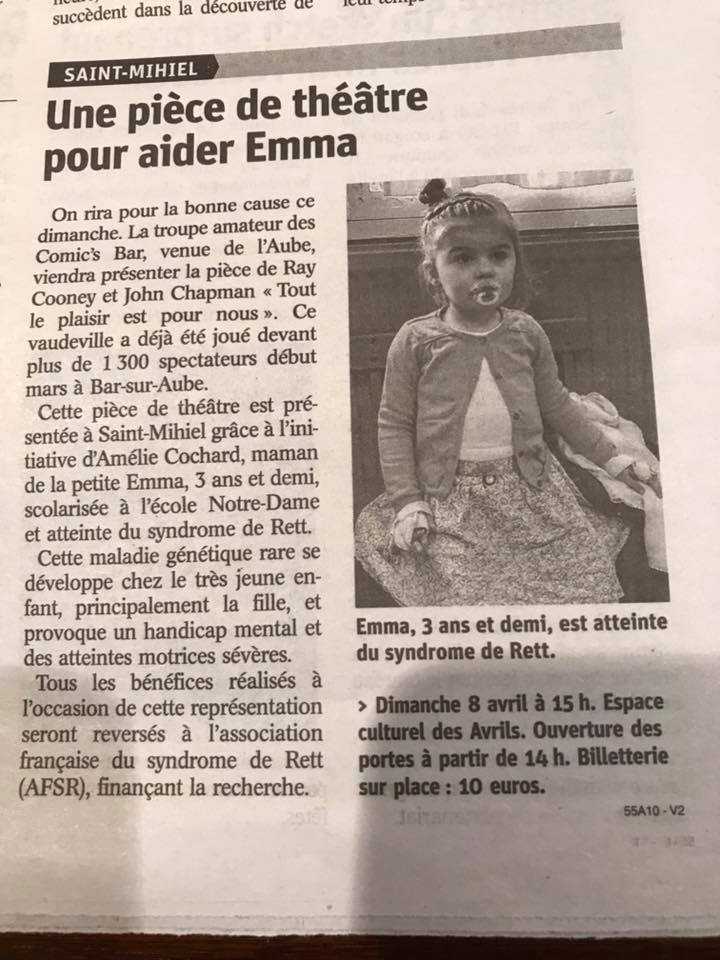 succèdent dans la découverte de
SAINT-MIHIEL
Une pièce de théâtre
pour aider Emma
On rira pour la bonne cause ce
dimanche. La troupe amateur des
Comic's Bar, venue de l'Aube,
viendra présenter la pièce de Ray
Cooney et John Chapman « Tout
le plaisir est pour nous ». Ce
vaudeville a déjà été joué devant
plus de 1 300 spectateurs début
mars à Bar-sur-Aube.
Cette pièce de théâtre est pré-
sentée à Saint-Mihiel grâce à l'ini-
tiative d'Amélie Cochard, maman
de la petite Emma, 3 ans et demi,
scolarisée à l'école Notre-Dame
et atteinte du syndrome de Rett.
Cette maladie génétique rare se
développe chez le très jeune en-
fant, principalement la fille, et
provoque un handicap mental et
des atteintes motrices sévères.
Tous les bénéfices réalisés à
l'occasion de cette représentation
seront reversés à l'association
française du syndrome de Rett
(AFSR), finançant la recherche.
Emma, 3 ans et demi, est atteinte
du syndrome de Rett.
> Dimanche 8 avril à 15 h. Espace
culturel des Avrils. Ouverture des
portes à partir de 14 h. Billetterie
sur place : 10 euros.
55A10 - V2